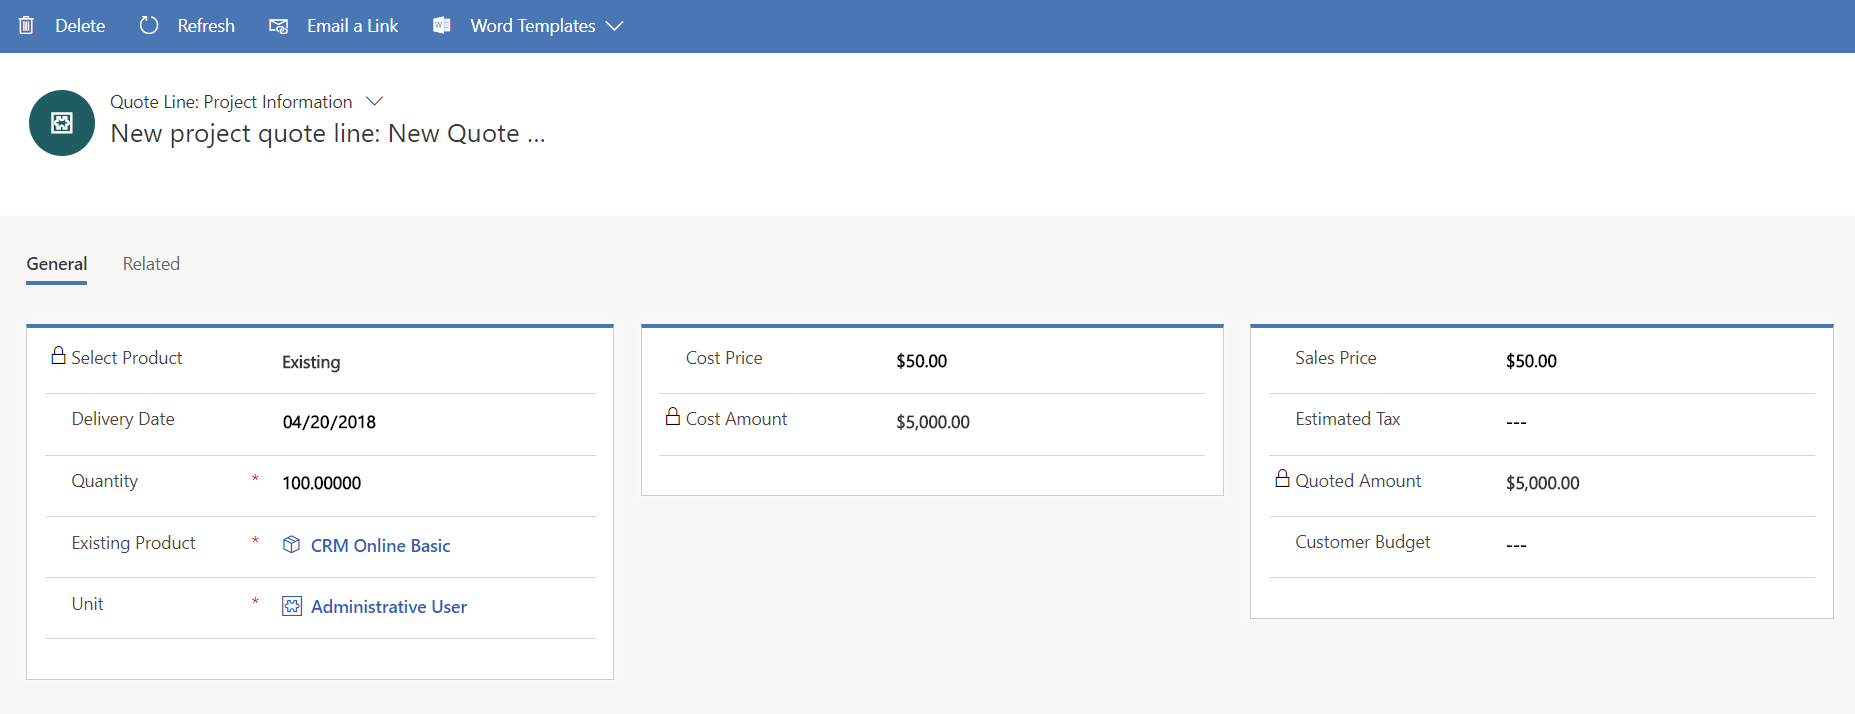 Delete Refresh Email a Link Word Templates
Quote Line: Project Information
New project quote line: New Quote ...
General Related
Select Product Existing
Delivery Date 04/20/2018
Quantity * 100.00000
Existing Product * CRM Online Basic
Unit * Administrative User
Cost Price $50.00
Cost Amount $5,000.00
Sales Price $50.00
Estimated Tax ---
Quoted Amount $5,000.00
Customer Budget ---